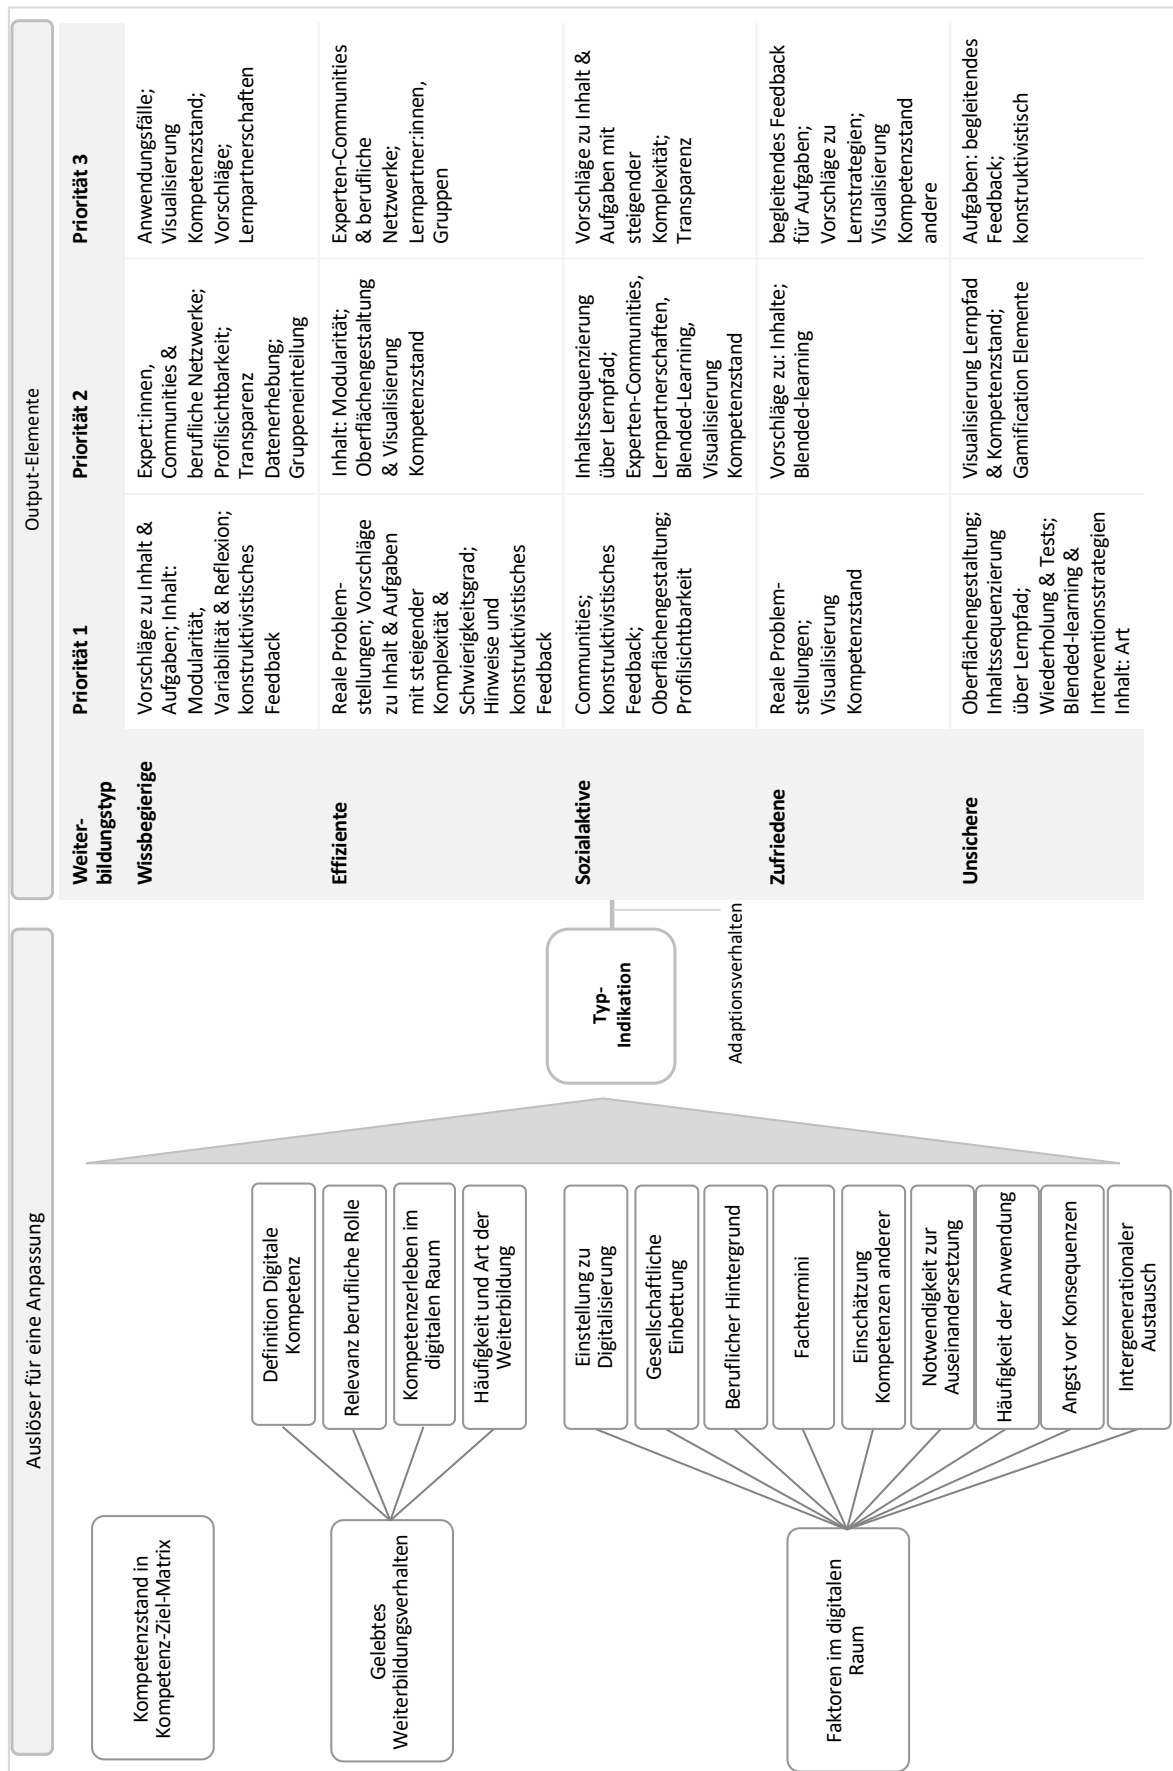 Auslöser für eine Anpassung
Kompetenzstand in
Kompetenz-Ziel-Matrix
Gelebtes
Weiterbildungsverhalten
Definition Digitale
Kompetenz
Relevanz berufliche Rolle
Kompetenzerleben im
digitalen Raum
Häufigkeit und Art der
Weiterbildung
Faktoren im digitalen
Raum
Einstellung zu
Digitalisierung
Gesellschaftliche
Einbettung
Beruflicher Hintergrund
Fachtermini
Einschätzung
Kompetenzen anderer
Notwendigkeit zur
Auseinandersetzung
Häufigkeit der Anwendung
Angst vor Konsequenzen
Intergenerationaler
Austausch
Typ-
Indikation
Adaptionsverhalten
Output-Elemente
Weiter-
bildungstyp
Priorität 1
Priorität 2
Priorität 3
Wissbegierige
Vorschläge zu Inhalt &
Aufgaben; Inhalt:
Modularität,
Variabilität & Reflexion;
konstruktivistisches
Feedback
Expert:innen,
Communities &
berufliche Netzwerke;
Profilsichtbarkeit;
Transparenz
Datenerhebung;
Gruppeneinteilung
Anwendungsfälle;
Visualisierung
Kompetenzstand;
Vorschläge;
Lernpartnerschaften
Effiziente
Reale Problem-
stellungen; Vorschläge
zu Inhalt & Aufgaben
mit steigender
Komplexität &
Schwierigkeitsgrad;
Hinweise und
konstruktivistisches
Feedback
Inhalt: Modularität;
Oberflächengestaltung
& Visualisierung
Kompetenzstand
Experten-Communities
& berufliche
Netzwerke;
Lernpartner:innen,
Gruppen
Sozialaktive
Communities;
konstruktivistisches
Feedback;
Oberflächengestaltung;
Profilsichtbarkeit
Inhaltssequenzierung
über Lernpfad;
Experten-Communities,
Lernpartnerschaften,
Blended-Learning,
Visualisierung
Kompetenzstand
Vorschläge zu Inhalt &
Aufgaben mit
steigender
Komplexität;
Transparenz
Zufriedene
Reale Problem-
stellungen;
Visualisierung
Kompetenzstand
Vorschläge zu: Inhalte;
Blended-learning
begleitendes Feedback
für Aufgaben;
Vorschläge zu
Lernstrategien;
Visualisierung
Kompetenzstand
andere
Unsichere
Oberflächengestaltung;
Inhaltssequenzierung
über Lernpfad;
Wiederholung & Tests;
Blended-learning &
Interventionsstrategien
Inhalt: Art
Visualisierung Lernpfad
& Kompetenzstand;
Gamification Elemente
Aufgaben: begleitendes
Feedback;
konstruktivistisch